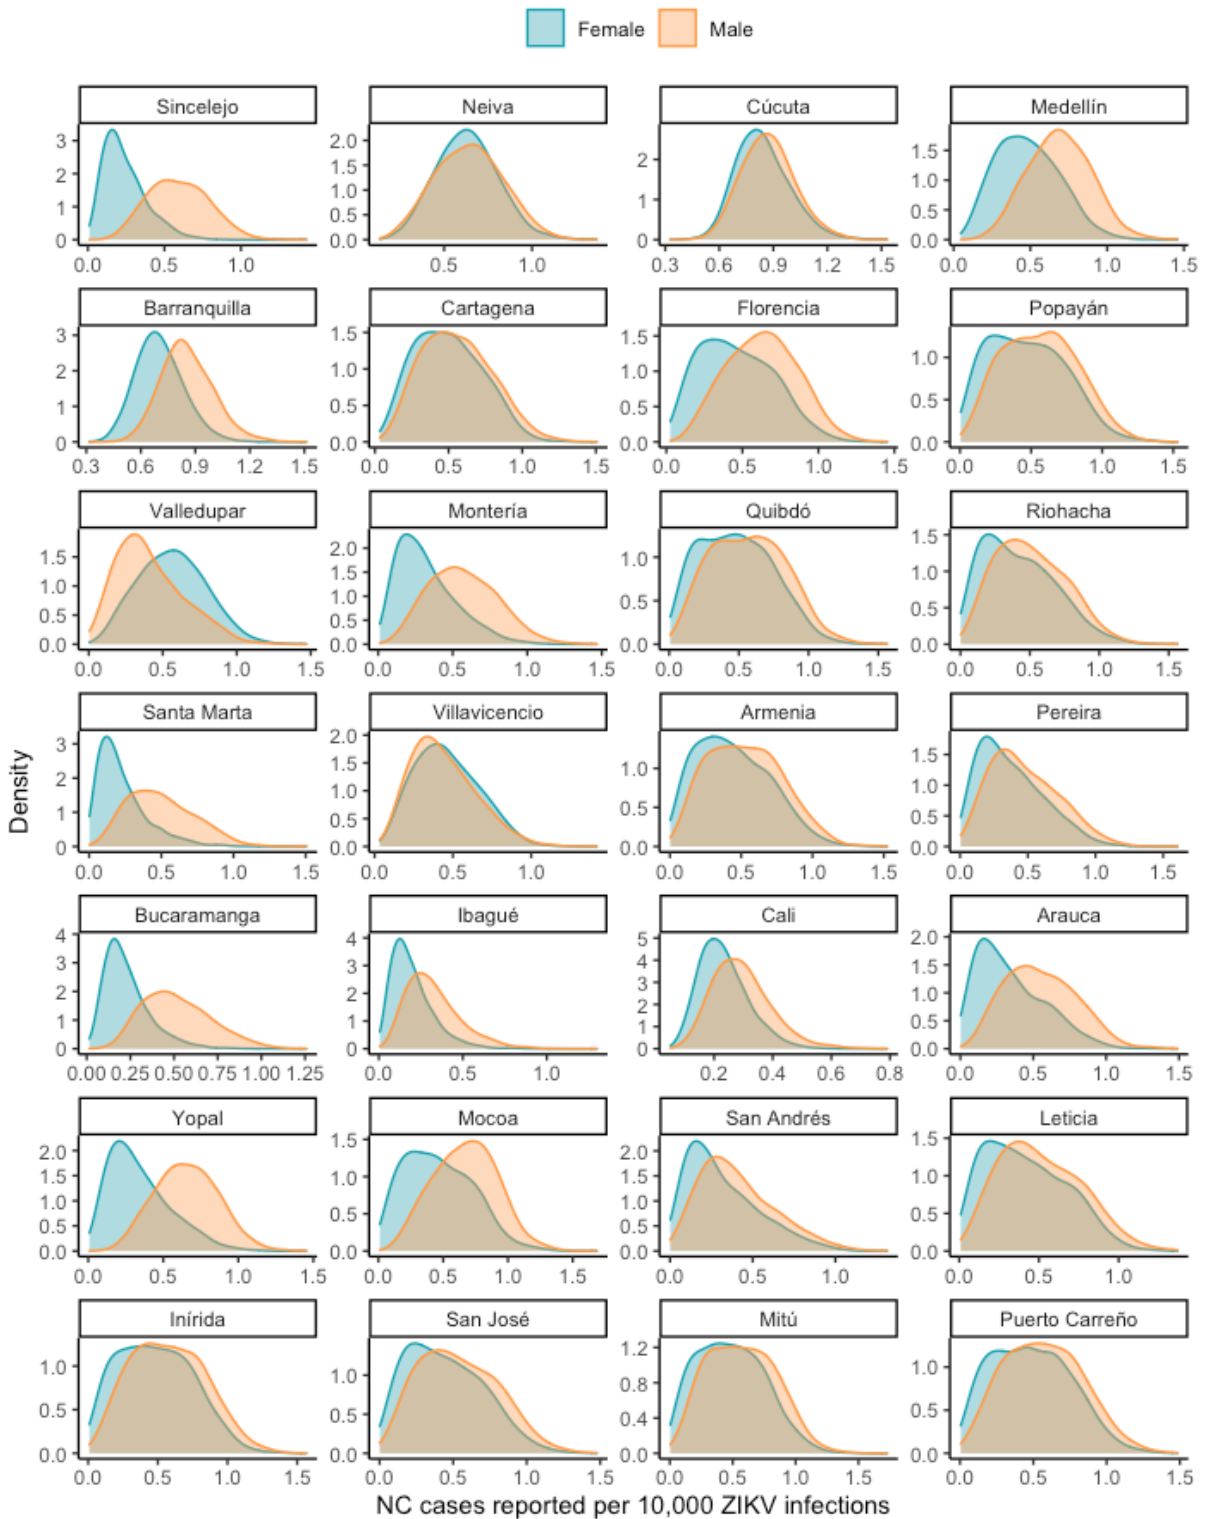 Female Male
Sincelejo Neiva Cúcuta Medellín
3 2 1 0
2.0 1.5 1.0 0.5 0.0
2 1 0
1.5 1.0 0.5 0.0
0.0 0.5 1.0
0.5 1.0
0.3 0.6 0.9 1.2 1.5
0.0 0.5 1.0 1.5
Barranquilla Cartagena Florencia Popayán
3 2 1 0
1.5 1.0 0.5 0.0
1.5 1.0 0.5 0.0
1.0 0.5 0.0
0.3 0.6 0.9 1.2 1.5
0.0 0.5 1.0 1.5
0.0 0.5 1.0 1.5
0.0 0.5 1.0 1.5
Valledupar Montería Quibdó Riohacha
1.5 1.0 0.5 0.0
2.0 1.5 1.0 0.5 0.0
1.0 0.5 0.0
1.5 1.0 0.5 0.0
0.0 0.5 1.0 1.5
0.0 0.5 1.0 1.5
0.0 0.5 1.0 1.5
0.0 0.5 1.0 1.5
Santa Marta Villavicencio Armenia Pereira
3 2 1 0
2.0 1.5 1.0 0.5 0.0
1.0 0.5 0.0
1.5 1.0 0.5 0.0
0.0 0.5 1.0 1.5
0.0 0.5 1.0
0.0 0.5 1.0 1.5
0.0 0.5 1.0 1.5
Density
Bucaramanga Ibagué Cali Arauca
4 3 2 1 0
4 3 2 1 0
5 4 3 2 1 0
2.0 1.5 1.0 0.5 0.0
0.00 0.25 0.50 0.75 1.00 1.25
0.0 0.5 1.0
0.2 0.4 0.6 0.8
0.0 0.5 1.0 1.5
Yopal Mocoa San Andrés Leticia
2.0 1.5 1.0 0.5 0.0
1.5 1.0 0.5 0.0
2.0 1.5 1.0 0.5 0.0
1.5 1.0 0.5 0.0
0.0 0.5 1.0 1.5
0.0 0.5 1.0 1.5
0.0 0.5 1.0
0.0 0.5 1.0
Inírida San José Mitú Puerto Carreño
1.0 0.5 0.0
1.0 0.5 0.0
1.2 0.8 0.4 0.0
1.0 0.5 0.0
0.0 0.5 1.0 1.5
0.0 0.5 1.0 1.5
0.0 0.5 1.0 1.5
0.0 0.5 1.0 1.5
NC cases reported per 10,000 ZIKV infections